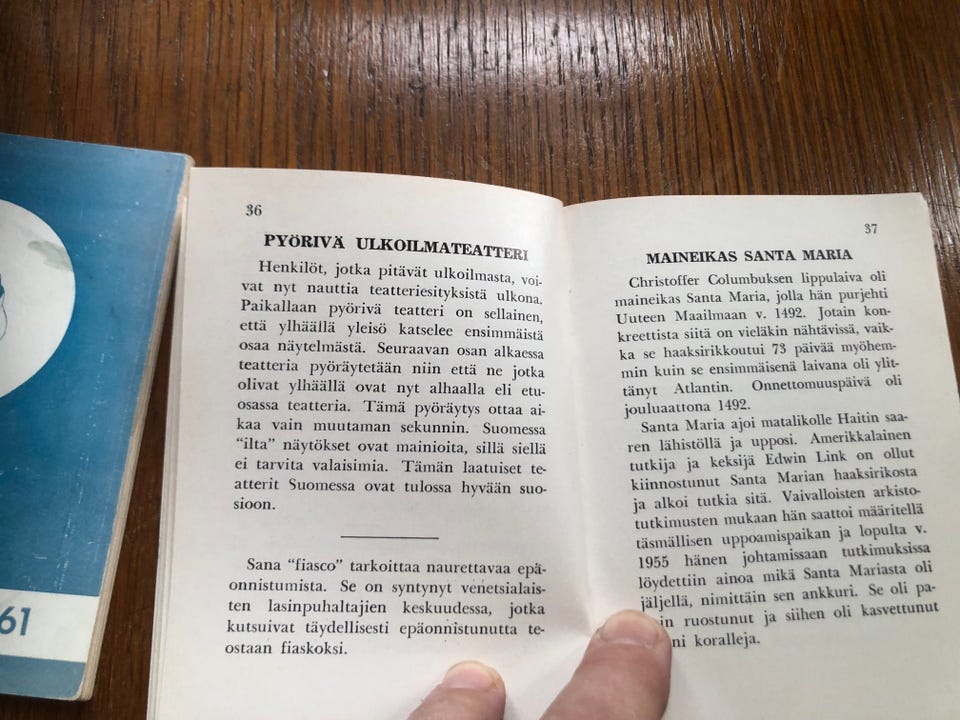 61
36
PYÖRIVÄ ULKOILMATEATTERI
Henkilöt, jotka pitävät ulkoilmasta, voi-
vat nyt nauttia teatteriesityksistä ulkona.
Paikallaan pyörivä teatteri on sellainen,
että ylhäällä yleisö katselee ensimmäistä
osaa näytelmästä. Seuraavan osan alkaessa
teatteria pyöräytetään niin että ne jotka
olivat ylhäällä ovat nyt alhaalla eli etu-
osassa teatteria. Tämä pyöräytys ottaa ai-
kaa vain muutaman sekunnin. Suomessa
"ilta" näytökset ovat mainioita, sillä siellä
ei tarvita valaisimia. Tämän laatuiset te-
atterit Suomessa ovat tulossa hyvään suo-
sioon.
Sana "fiasco" tarkoittaa naurettavaa epä-
onnistumista. Se on syntynyt venetsialais-
ten lasinpuhaltajien keskuudessa, jotka
kutsuivat täydellisesti epäonnistunutta te-
ostaan fiaskoksi.
37
MAINEIKAS SANTA MARIA
Christoffer Columbuksen lippulaiva oli
maineikas Santa Maria, jolla hän purjehti
Uuteen Maailmaan v. 1492. Jotain kon-
kreettista siitä on vieläkin nähtävissä, vaik-
ka se haaksirikkoutui 73 päivää myöhem-
min kuin se ensimmäisenä laivana oli ylit-
tänyt Atlantin. Onnettomuuspäivä oli
jouluaattona 1492.
Santa Maria ajoi matalikolle Haitin saa-
ren lähistöllä ja upposi. Amerikkalainen
tutkija ja keksijä Edwin Link on ollut
kiinnostunut Santa Marian haaksirikosta
ja alkoi tutkia sitä. Vaivalloisten arkisto-
tutkimusten mukaan hän saattoi määritellä
täsmällisen uppoamispaikan ja lopulta v.
1955 hänen johtamissaan tutkimuksissa
löydettiin ainoa mikä Santa Mariasta oli
jäljellä, nimittäin sen ankkuri. Se oli pa-
ruostunut ja siihen oli kasvettunut
koralleja.